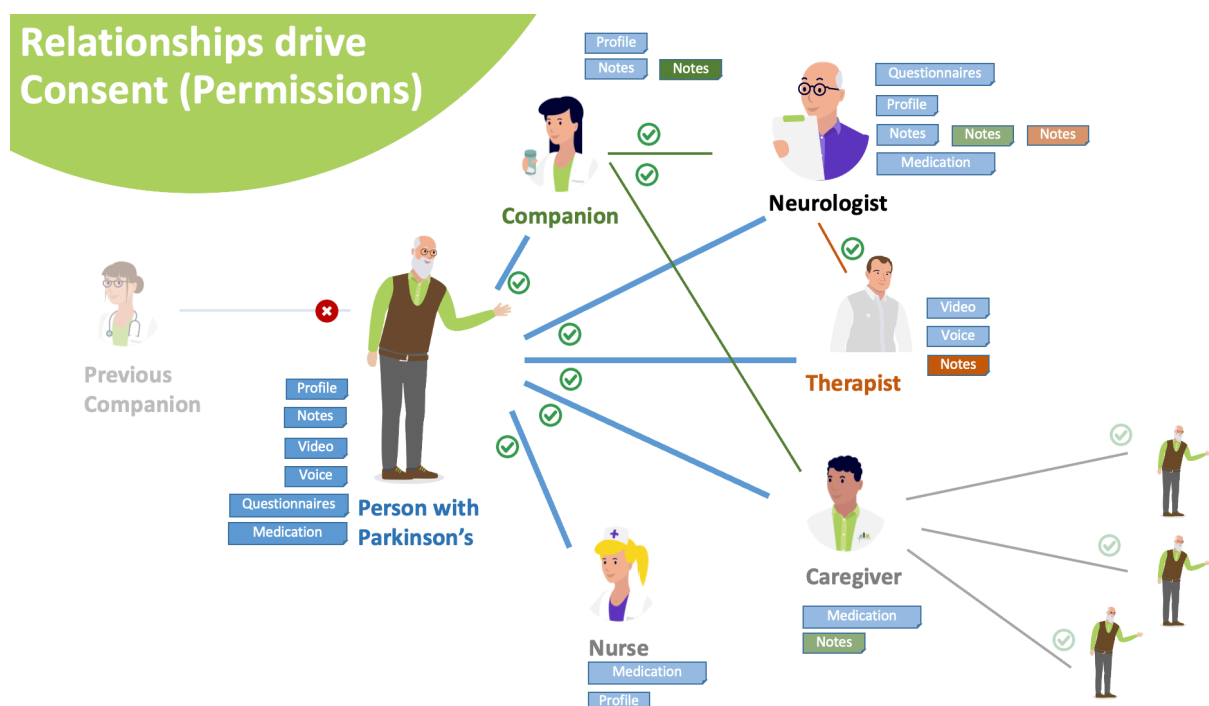 Relationships drive
Consent (Permissions)
Profile
Notes Notes
Companion
Questionnaires
Profile
Notes Notes Notes
Medication
Neurologist
Previous
Companion
Video
Voice
Notes
Therapist
Profile
Notes
Video
Voice
Questionnaires
Medication
Person with
Parkinson's
Caregiver
Medication
Notes
Nurse
Medication
Profile